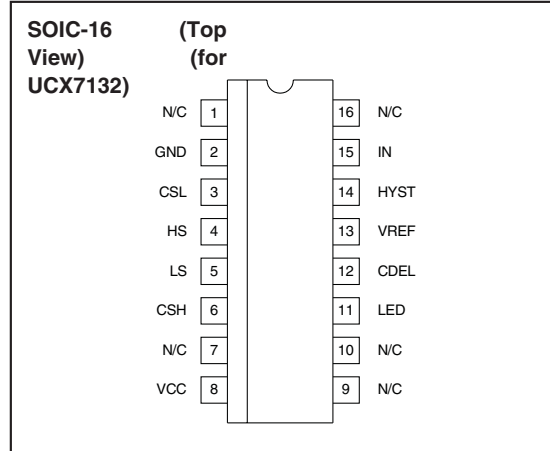 SOIC-16 (Top
View) (for
UCX7132)
N/C 1 16 N/C
GND 2 15 IN
CSL 3 14 HYST
HS 4 13 VREF
LS 5 12 CDEL
CSH 6 11 LED
N/C 7 10 N/C
VCC 8 9 N/C